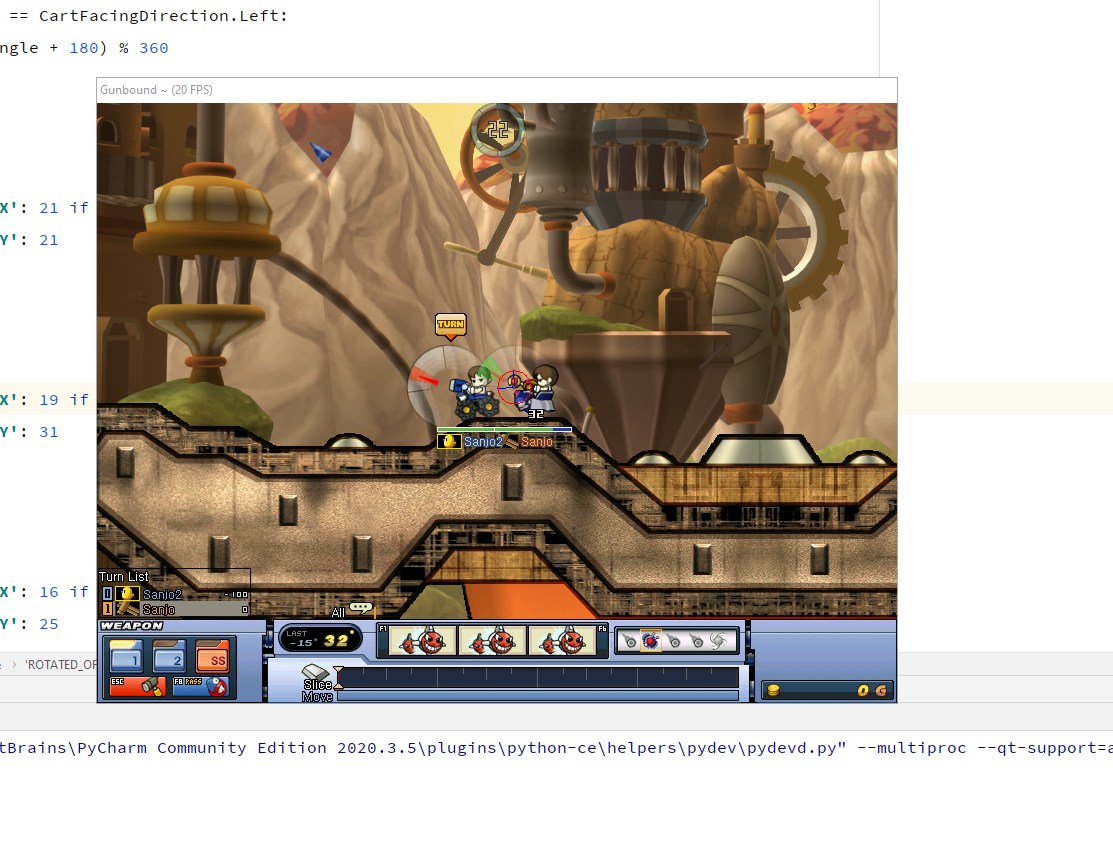 == CartFacingDirection.Left:
ngle + 180) % 360
Gunbound ~ (20 FPS)
22
X': 21 if
Y': 21
TURN
X': 19 if
Y': 31
32
Sanjo2 Sanjo
Turn List
0 Sanjo2 -100
1 Sanjo 0
X': 16 if
Y': 25
All
WEAPON
LAST
-15° 32°
F1 F6
1 2 SS
ESC F8 PASS
Slice
Move
0 G
'ROTATED_OF
tBrains\PyCharm Community Edition 2020.3.5\plugins\python-ce\helpers\pydev\pydevd.py" --multiproc --qt-support=a